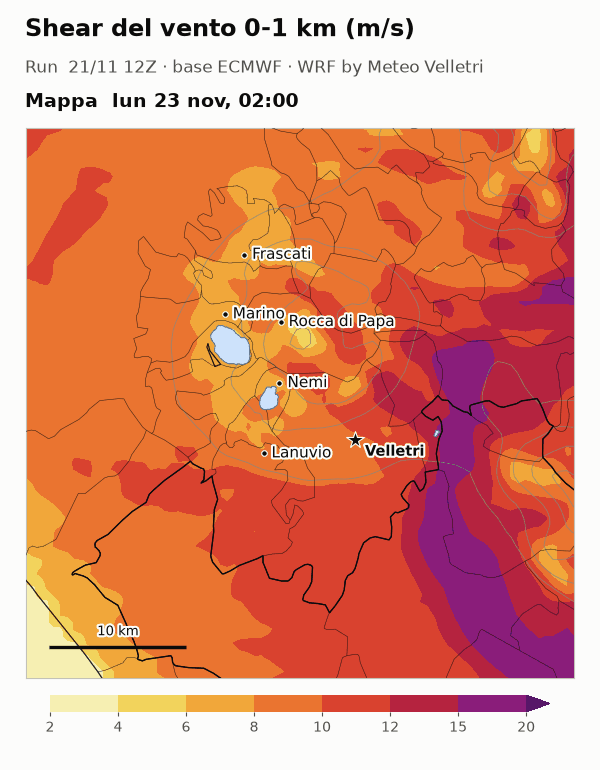 Shear del vento 0-1 km (m/s)
Run 21/11 12Z · base ECMWF · WRF by Meteo Velletri
Mappa lun 23 nov, 02:00
Frascati
Marino
Rocca di Papa
Nemi
Velletri
Lanuvio
10 km
2 4 6 8 10 12 15 20